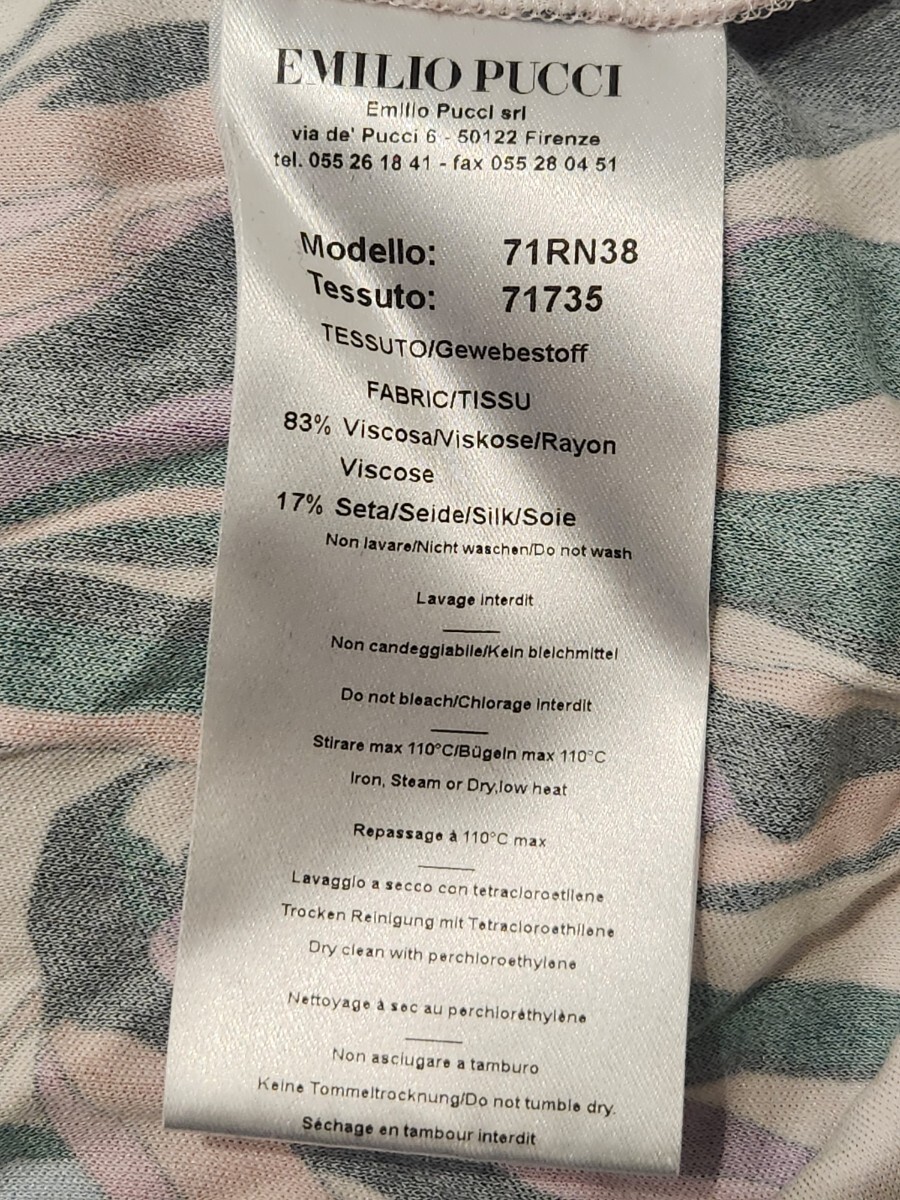 EMILIO PUCCI
Emilio Pucci srl
via de' Pucci 6 - 50122 Firenze
tel. 055 26 18 41 - fax 055 28 04 51
Modello: 71RN38
Tessuto: 71735
TESSUTO/Gewebestoff
FABRIC/TISSU
83% Viscosa/Viskose/Rayon
Viscose
17% Seta/Seide/Silk/Soie
Non lavare/Nicht waschen/Do not wash
Lavage interdit
Non candeggiabile/Kein bleichmittel
Do not bleach/Chlorage interdit
Stirare max 110°C/Bügeln max 110°C
Iron, Steam or Dry,low heat
Repassage à 110°C max
Lavaggio a secco con tetracloroetilene
Trocken Reinigung mit Tetracloroethilene
Dry clean with perchloroethylene
Nettoyage à sec au perchloréthylène
Non asciugare a tamburo
Keine Tommeltrocknung/Do not tumble dry.
Séchage en tambour interdit